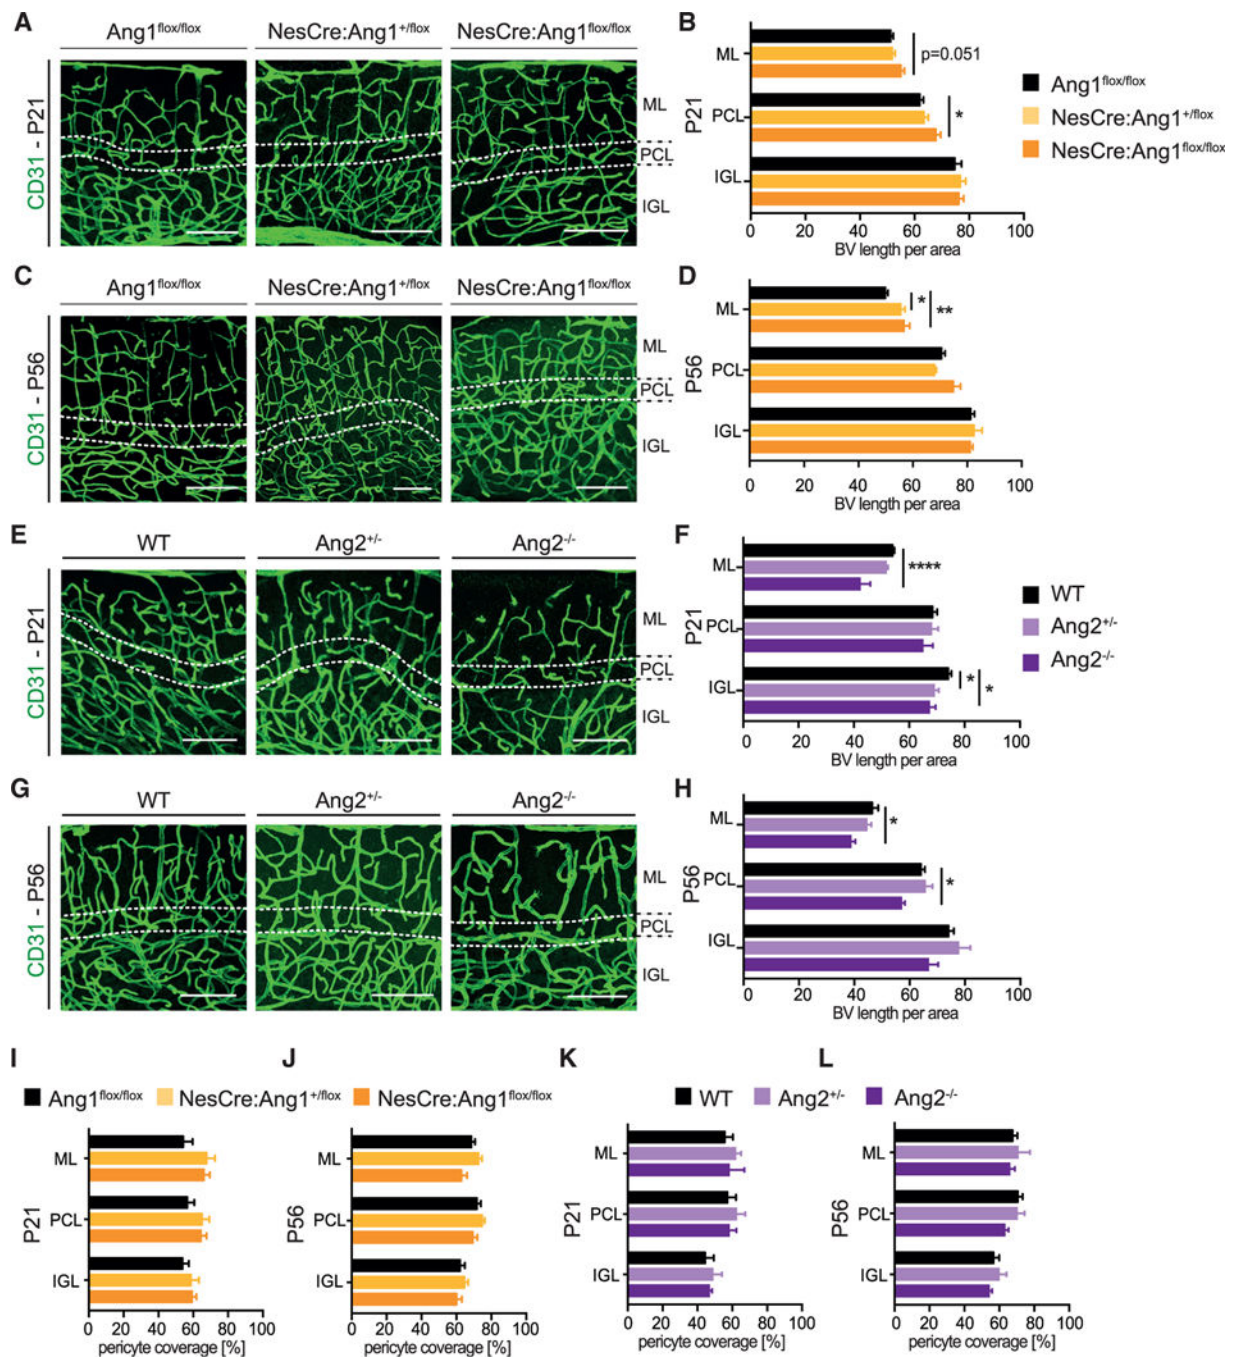 A
Ang1flox/flox
NesCre:Ang1+/flox
NesCre:Ang1flox/flox
CD31 - P21
ML
PCL
IGL
B
P21
ML
PCL
IGL
p=0.051
*
0 20 40 60 80 100
BV length per area
Ang1flox/flox
NesCre:Ang1+/flox
NesCre:Ang1flox/flox
C
Ang1flox/flox
NesCre:Ang1+/flox
NesCre:Ang1flox/flox
CD31 - P56
ML
PCL
IGL
D
P56
ML
PCL
IGL
* **
0 20 40 60 80 100
BV length per area
E
WT
Ang2+/-
Ang2-/-
CD31 - P21
ML
PCL
IGL
F
P21
ML
PCL
IGL
****
* *
0 20 40 60 80 100
BV length per area
WT
Ang2+/-
Ang2-/-
G
WT
Ang2+/-
Ang2-/-
CD31 - P56
ML
PCL
IGL
H
P56
ML
PCL
IGL
*
*
0 20 40 60 80 100
BV length per area
I
J
Ang1flox/flox
NesCre:Ang1+/flox
NesCre:Ang1flox/flox
P21
ML
PCL
IGL
0 20 40 60 80 100
pericyte coverage [%]
P56
ML
PCL
IGL
0 20 40 60 80 100
pericyte coverage [%]
K
L
WT
Ang2+/-
Ang2-/-
P21
ML
PCL
IGL
0 20 40 60 80 100
pericyte coverage [%]
P56
ML
PCL
IGL
0 20 40 60 80 100
pericyte coverage [%]